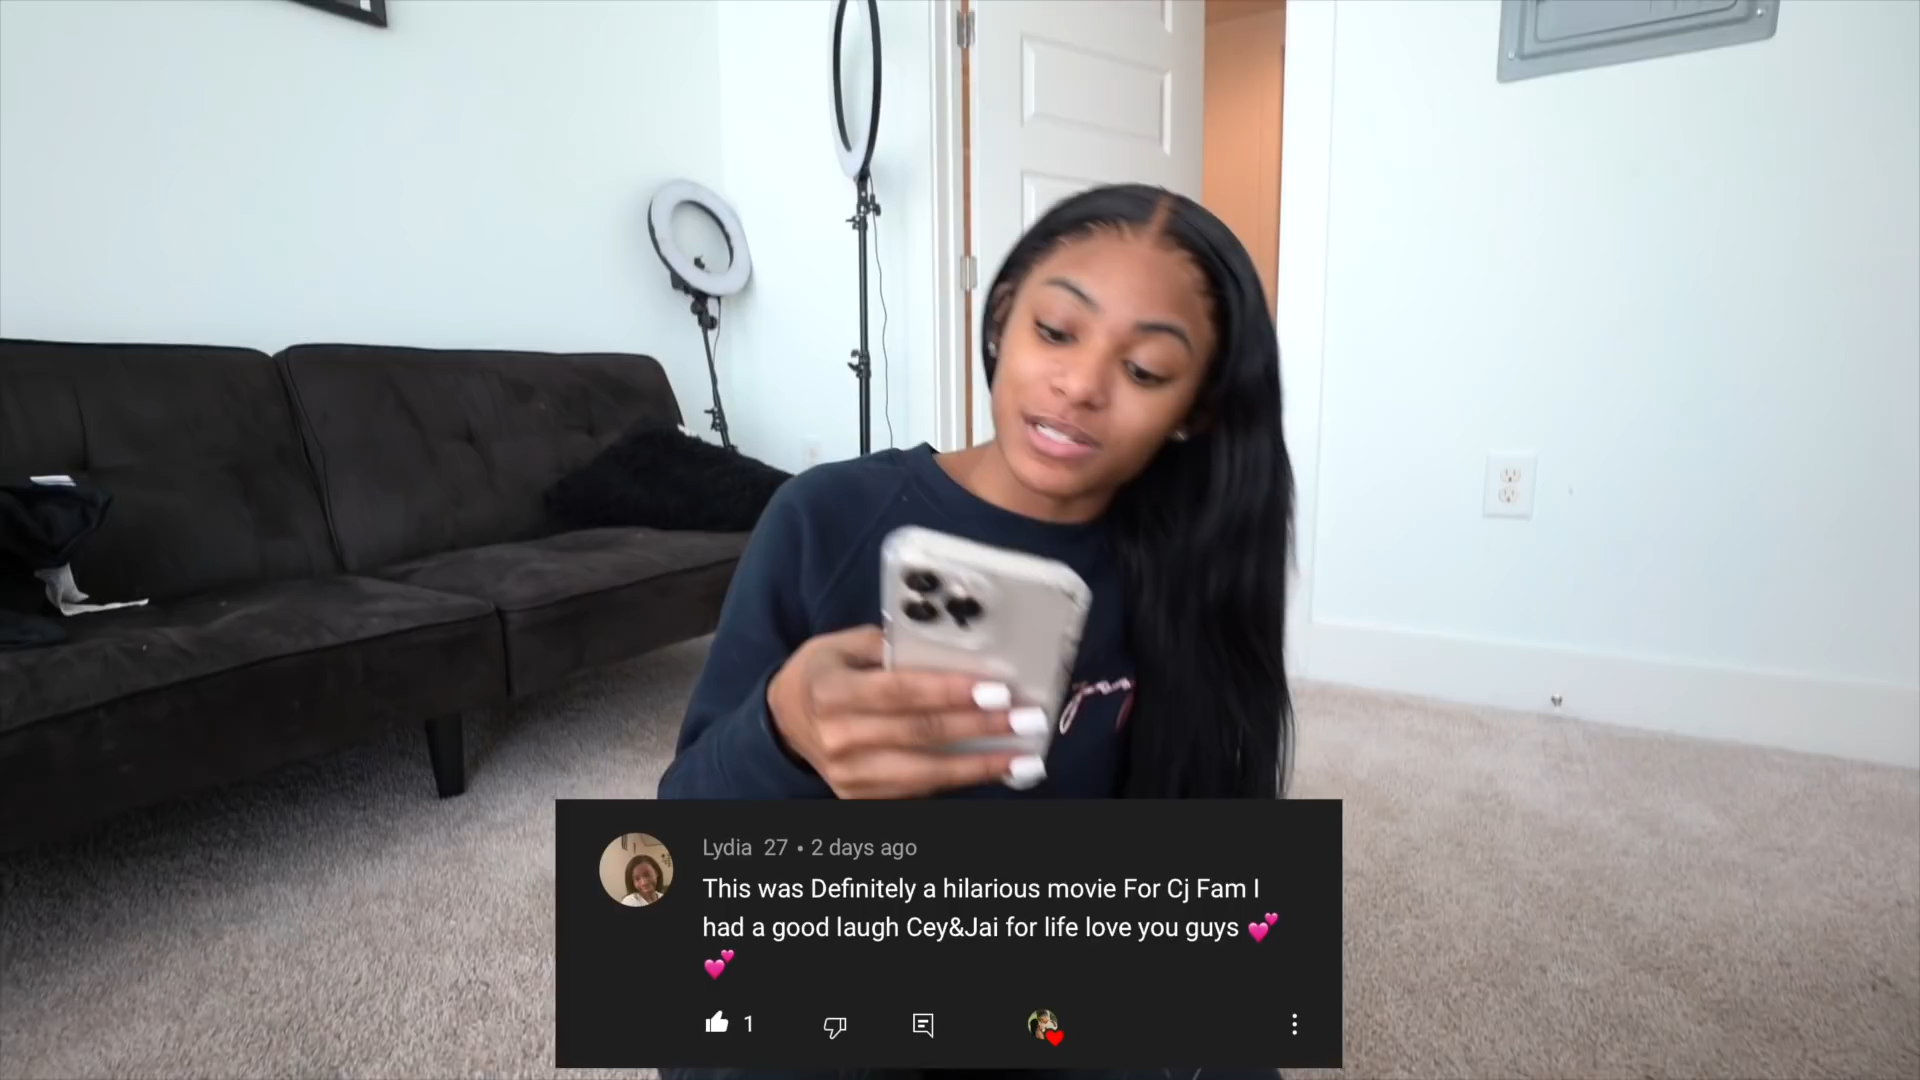 Lydia 27 • 2 days ago
This was Definitely a hilarious movie For Cj Fam I
had a good laugh Cey&Jai for life love you guys 💕
💕
1